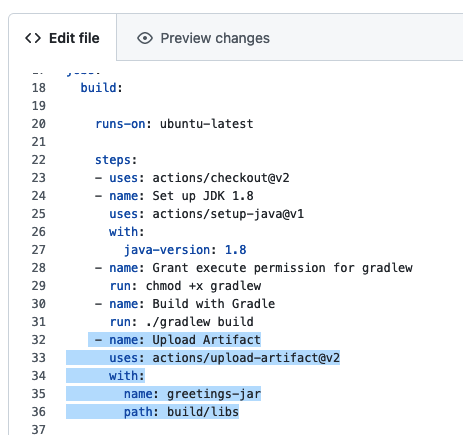 Edit file
Preview changes
18 build:
19
20 runs-on: ubuntu-latest
21
22 steps:
23 - uses: actions/checkout@v2
24 - name: Set up JDK 1.8
25 uses: actions/setup-java@v1
26 with:
27 java-version: 1.8
28 - name: Grant execute permission for gradlew
29 run: chmod +x gradlew
30 - name: Build with Gradle
31 run: ./gradlew build
32 - name: Upload Artifact
33 uses: actions/upload-artifact@v2
34 with:
35 name: greetings-jar
36 path: build/libs
37